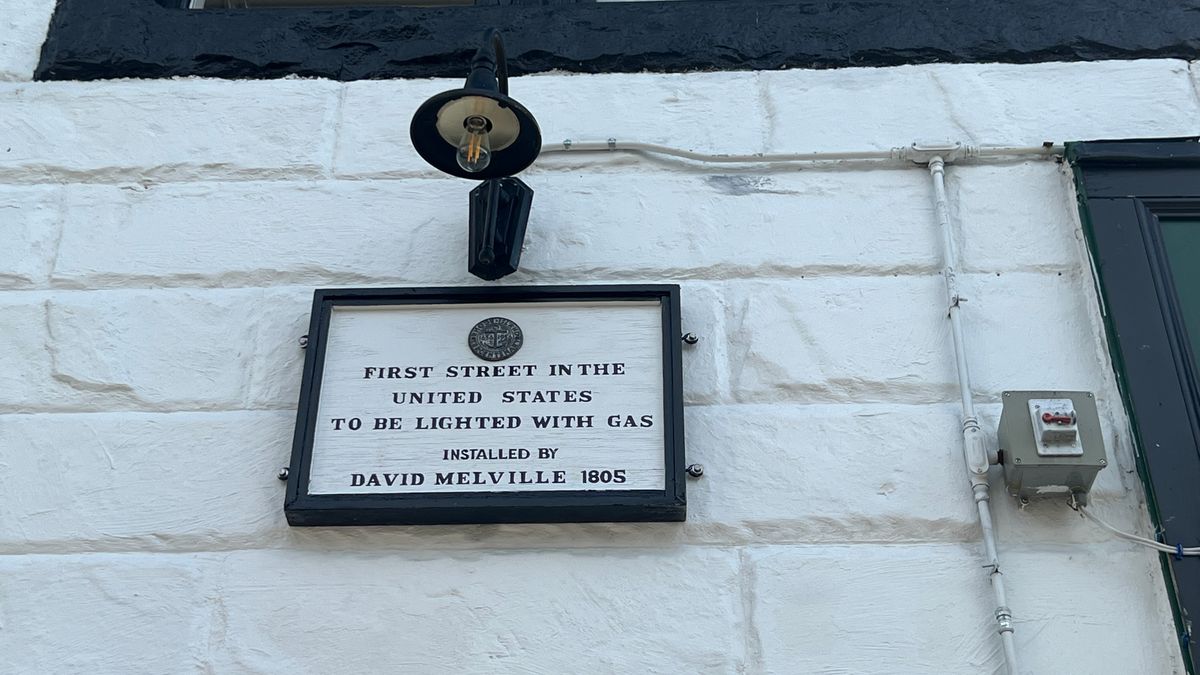 FIRST STREET IN THE
UNITED STATES
TO BE LIGHTED WITH GAS
INSTALLED BY
DAVID MELVILLE 1805